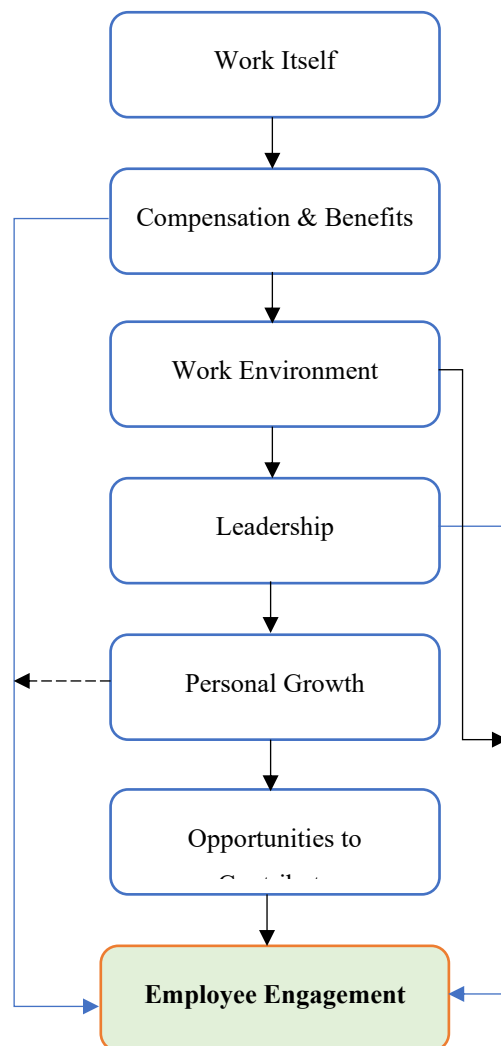 Work Itself
Compensation & Benefits
Work Environment
Leadership
Personal Growth
Opportunities to
Employee Engagement